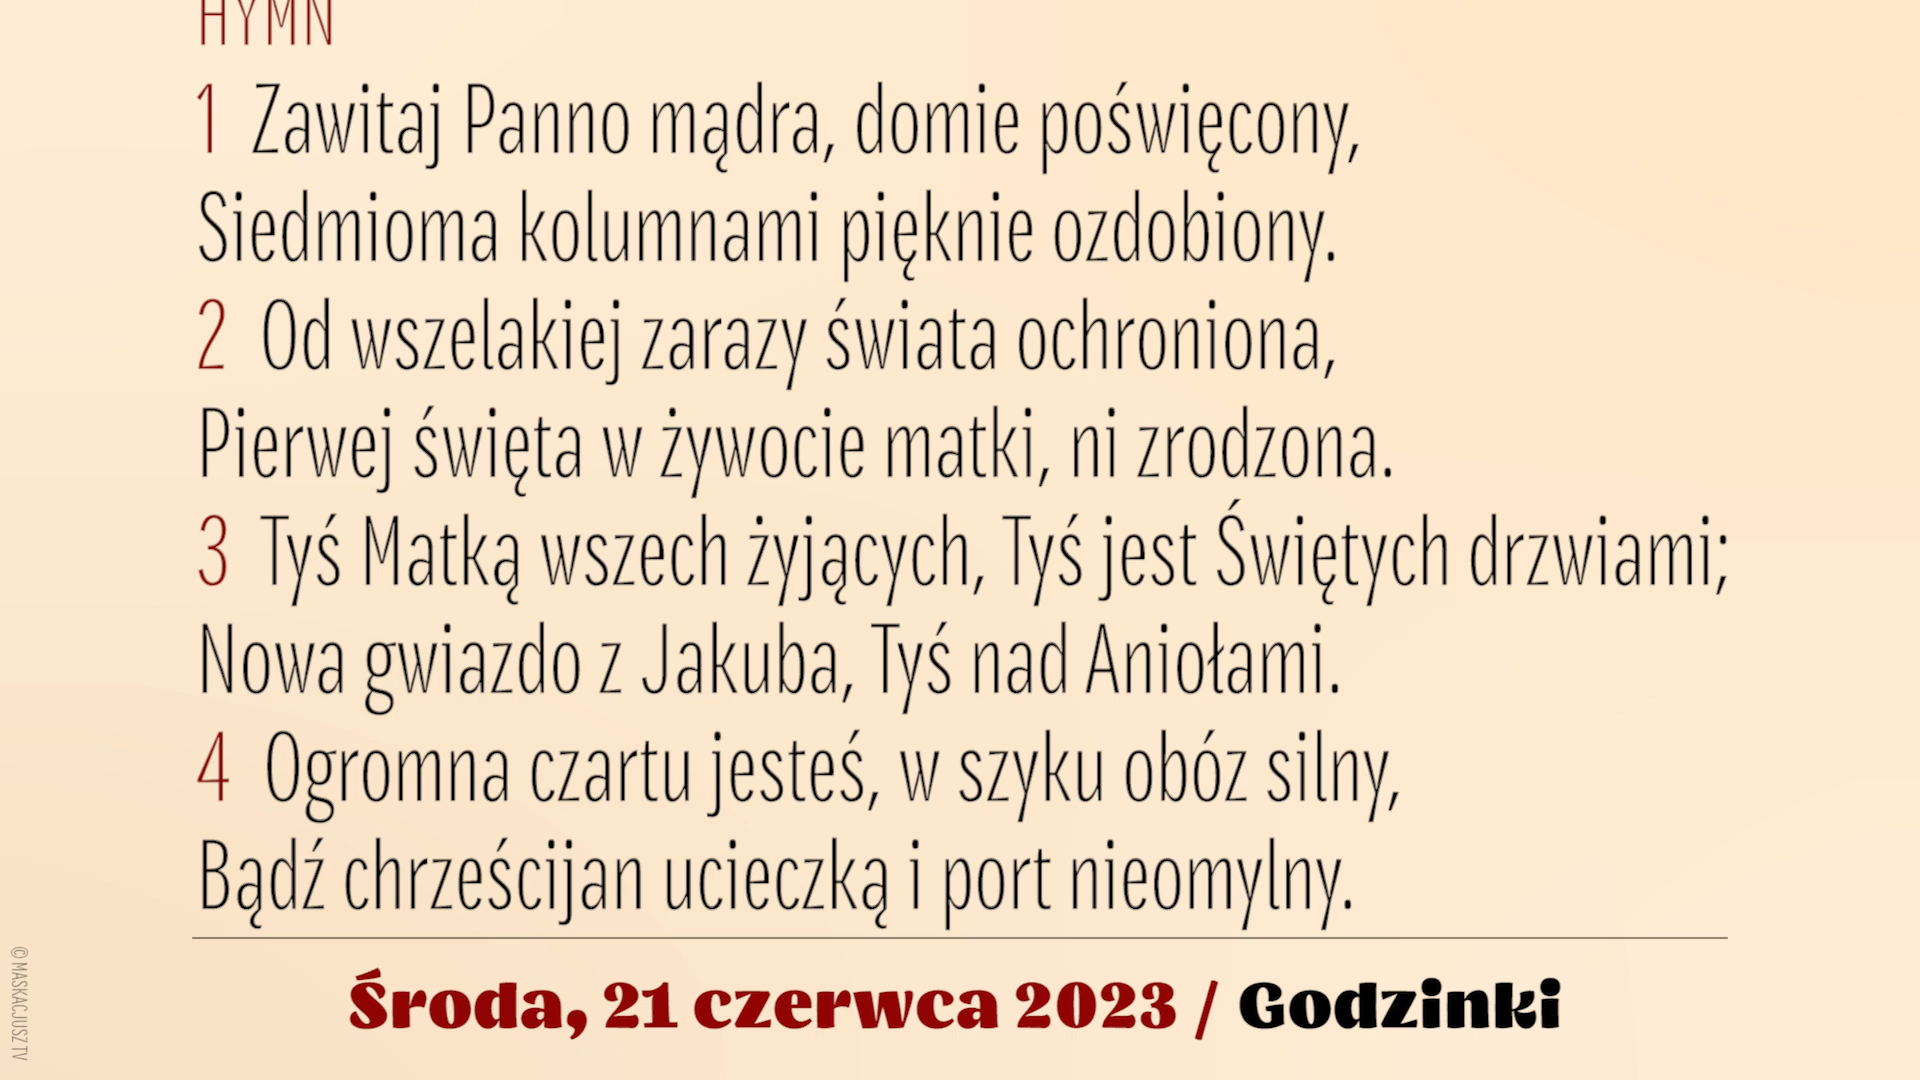 HYMN
1 Zawitaj Panno mądra, domie poświęcony,
Siedmioma kolumnami pięknie ozdobiony.
2 Od wszelakiej zarazy świata ochroniona,
Pierwej święta w żywocie matki, ni zrodzona.
3 Tyś Matką wszech żyjących, Tyś jest Świętych drzwiami;
Nowa gwiazdo z Jakuba, Tyś nad Aniołami.
4 Ogromna czartu jesteś, w szyku obóz silny,
Bądź chrześcijan ucieczką i port nieomylny.
Środa, 21 czerwca 2023 / Godzinki
© MASKACJUSZ TV